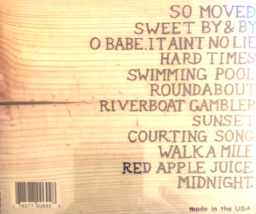 SO MOVED
SWEET BY & BY
O BABE, IT AINT NO LIE
HARD TIMES
SWIMMING POOL
ROUNDABOUT
RIVERBOAT GAMBLER
SUNSET
COURTING SONG
WALK A MILE
RED APPLE JUICE
MIDNIGHT.
made in the USA